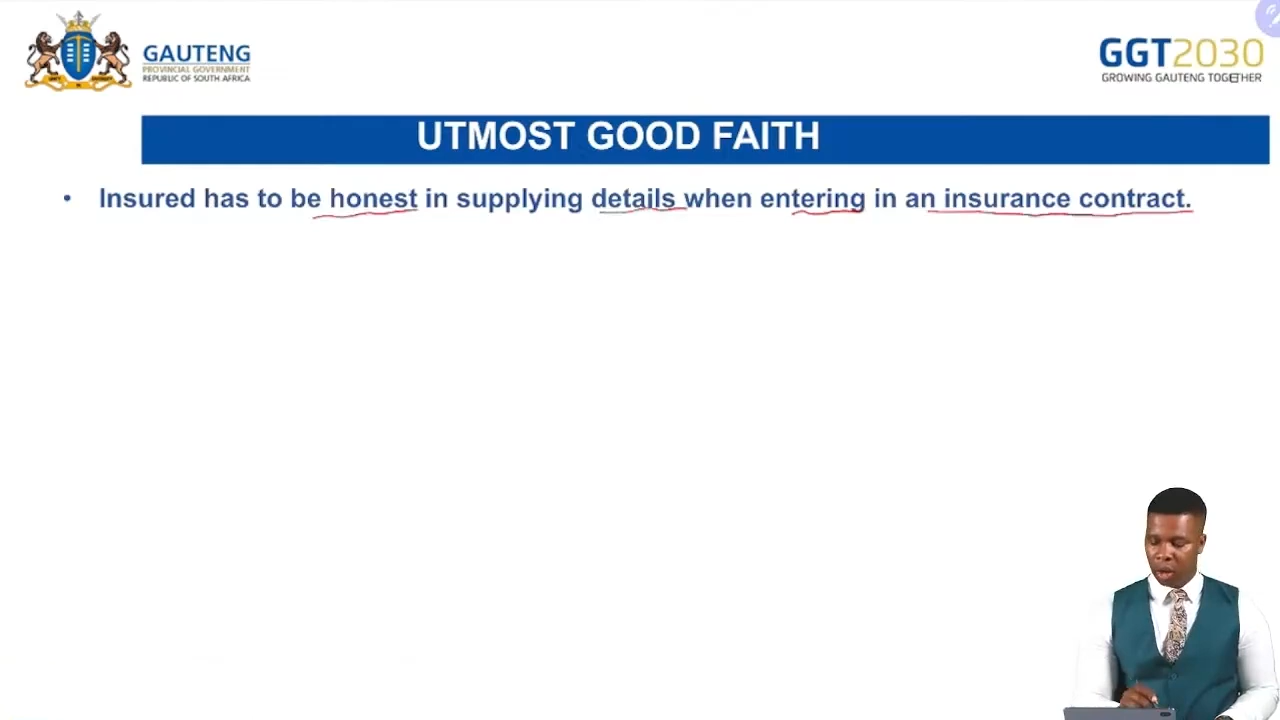 GAUTENG
PROVINCIAL GOVERNMENT
REPUBLIC OF SOUTH AFRICA
GGT2030
GROWING GAUTENG TOGETHER
UTMOST GOOD FAITH
• Insured has to be honest in supplying details when entering in an insurance contract.